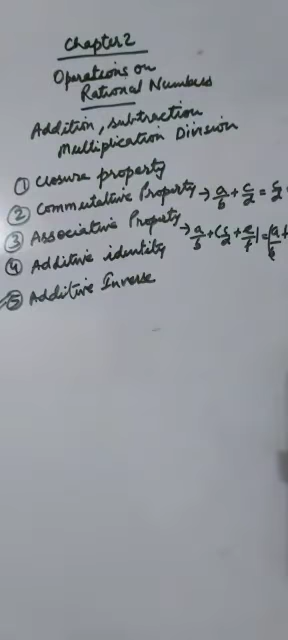 Chapter 2
Operations on
Rational Numbers
Addition, subtraction
Multiplication Division
① Closure property
② Commutative Property → a/b + c/d = c/d
③ Associative Property → a/b + (c/d + e/f) = (a/b +
④ Additive identity
⑤ Additive Inverse